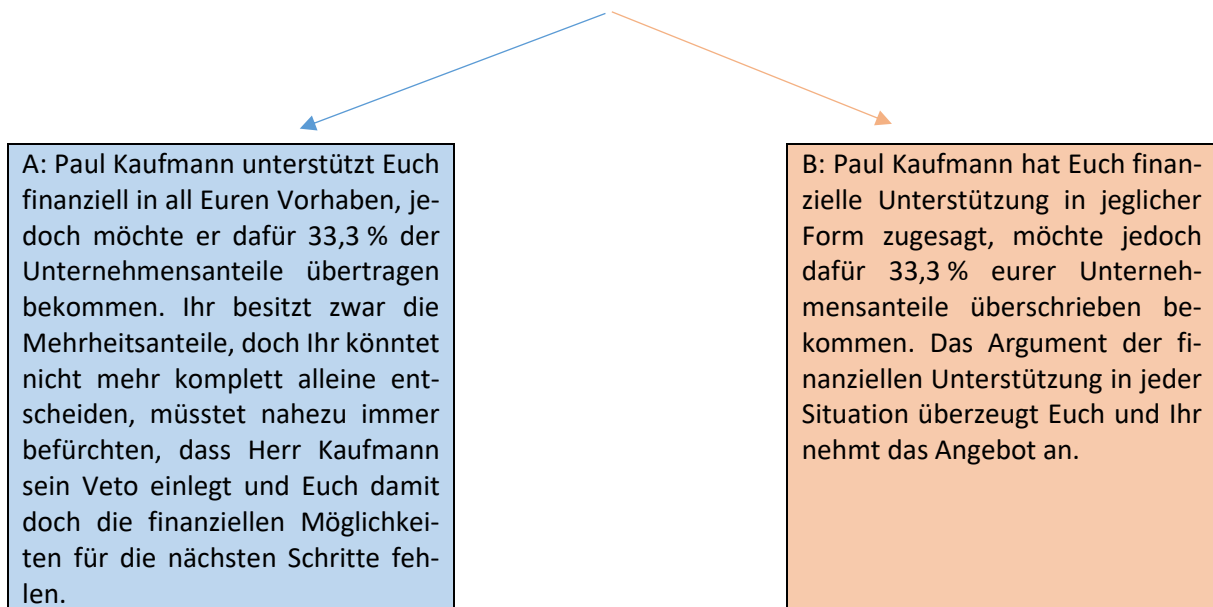 A: Paul Kaufmann unterstützt Euch
finanziell in all Euren Vorhaben, je-
doch möchte er dafür 33,3 % der
Unternehmensanteile übertragen
bekommen. Ihr besitzt zwar die
Mehrheitsanteile, doch Ihr könntet
nicht mehr komplett alleine ent-
scheiden, müsstet nahezu immer
befürchten, dass Herr Kaufmann
sein Veto einlegt und Euch damit
doch die finanziellen Möglichkei-
ten für die nächsten Schritte feh-
len.
B: Paul Kaufmann hat Euch finan-
zielle Unterstützung in jeglicher
Form zugesagt, möchte jedoch
dafür 33,3 % eurer Unterneh-
mensanteile überschrieben be-
kommen. Das Argument der fi-
nanziellen Unterstützung in jeder
Situation überzeugt Euch und Ihr
nehmt das Angebot an.